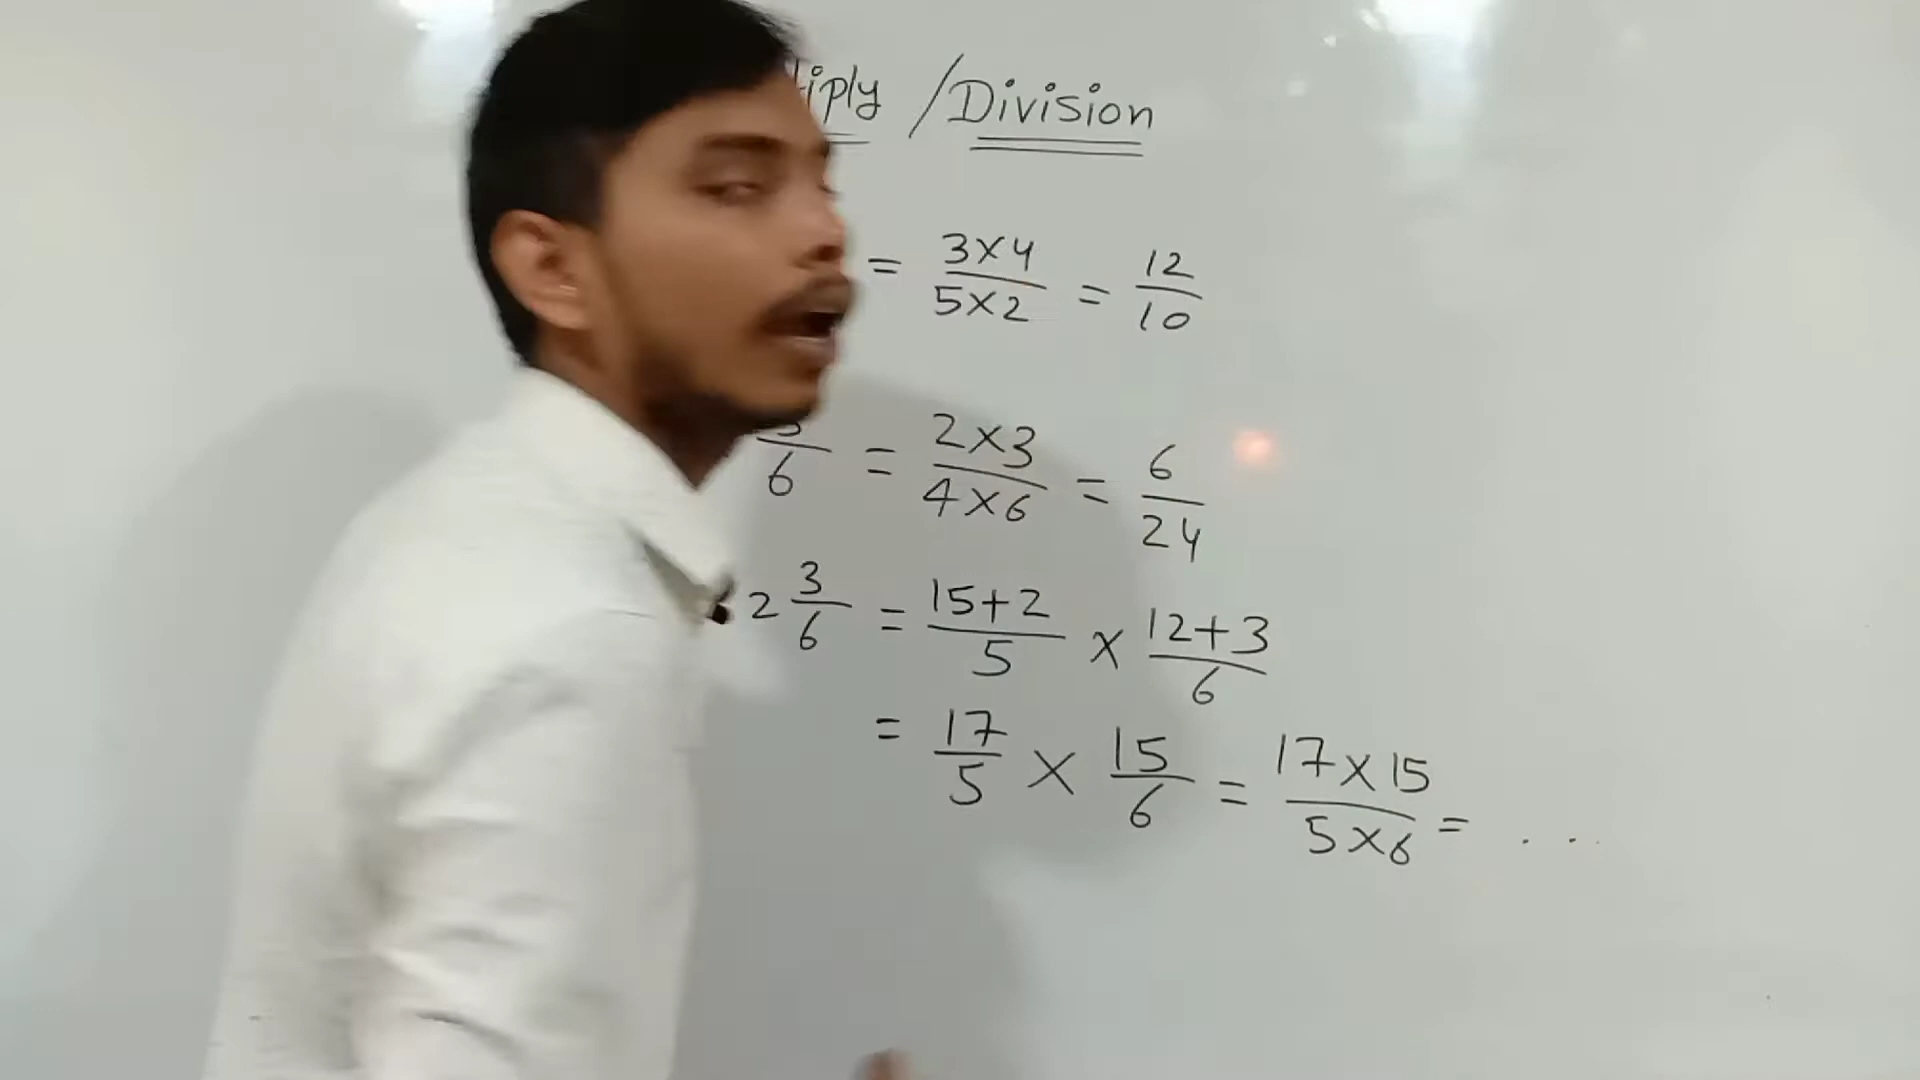 /Division
= 3×4/5×2 = 12/10
/6 = 2×3/4×6 = 6/24
2 3/6 = 15+2/5 × 12+3/6
= 17/5 × 15/6 = 17×15/5×6 = ...